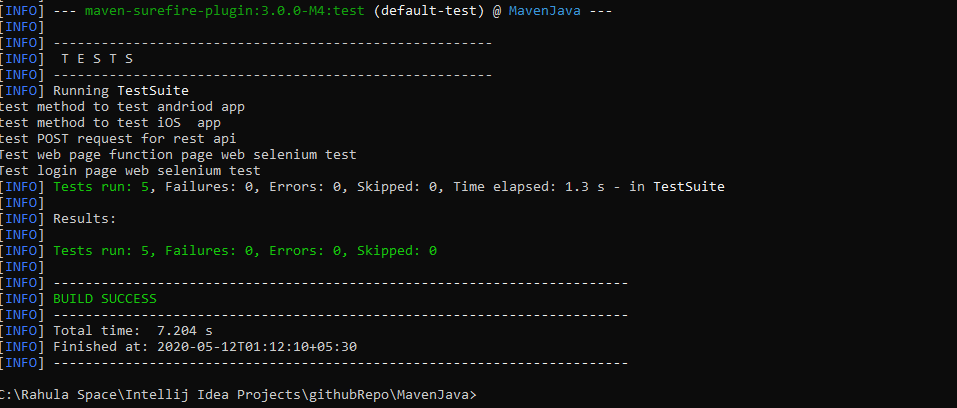 [INFO] --- maven-surefire-plugin:3.0.0-M4:test (default-test) @ MavenJava ---
[INFO]
[INFO] -------------------------------------------------------
[INFO]  T E S T S
[INFO] -------------------------------------------------------
[INFO] Running TestSuite
test method to test andriod app
test method to test iOS  app
test POST request for rest api
Test web page function page web selenium test
Test login page web selenium test
[INFO] Tests run: 5, Failures: 0, Errors: 0, Skipped: 0, Time elapsed: 1.3 s - in TestSuite
[INFO]
[INFO] Results:
[INFO]
[INFO] Tests run: 5, Failures: 0, Errors: 0, Skipped: 0
[INFO]
[INFO] ------------------------------------------------------------------------
[INFO] BUILD SUCCESS
[INFO] ------------------------------------------------------------------------
[INFO] Total time:  7.204 s
[INFO] Finished at: 2020-05-12T01:12:10+05:30
[INFO] ------------------------------------------------------------------------
C:\Rahula Space\Intellij Idea Projects\githubRepo\MavenJava>